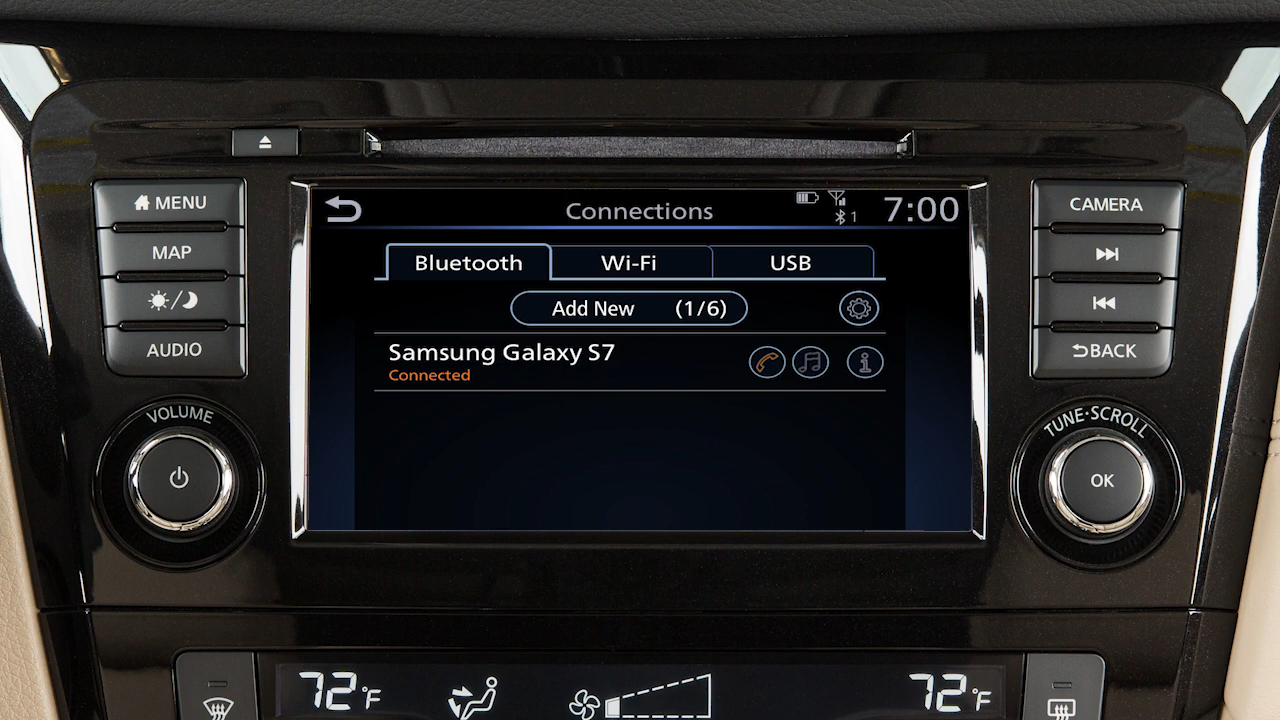 MENU
MAP
AUDIO
VOLUME
Connections
1
7:00
Bluetooth
Wi-Fi
USB
Add New (1/6)
Samsung Galaxy S7
Connected
CAMERA
BACK
TUNE·SCROLL
OK
72°F
72°F